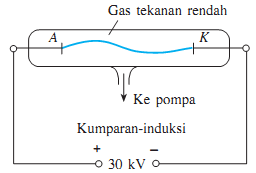 Gas tekanan rendah
A K
Ke pompa
Kumparan-induksi
+ −
30 kV